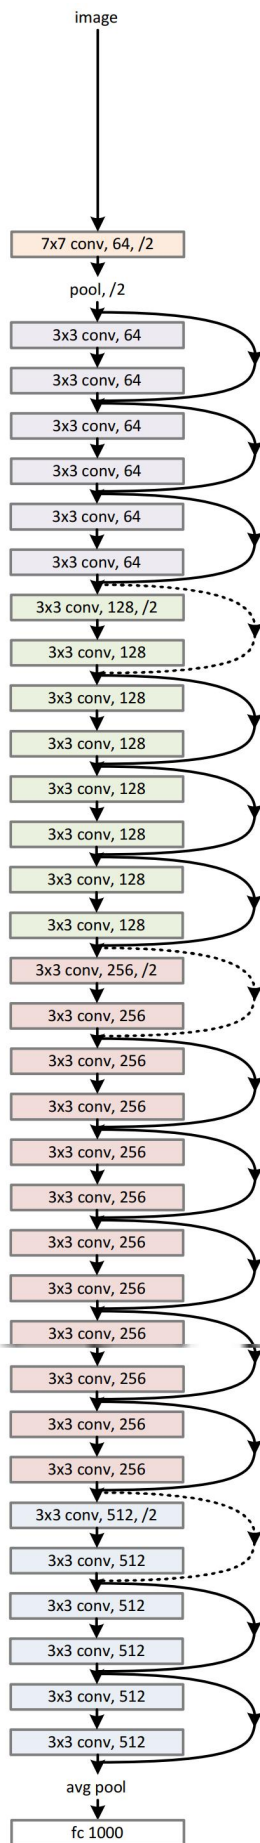 image
7x7 conv, 64, /2
pool, /2
3x3 conv, 64
3x3 conv, 64
3x3 conv, 64
3x3 conv, 64
3x3 conv, 64
3x3 conv, 64
3x3 conv, 128, /2
3x3 conv, 128
3x3 conv, 128
3x3 conv, 128
3x3 conv, 128
3x3 conv, 128
3x3 conv, 128
3x3 conv, 128
3x3 conv, 256, /2
3x3 conv, 256
3x3 conv, 256
3x3 conv, 256
3x3 conv, 256
3x3 conv, 256
3x3 conv, 256
3x3 conv, 256
3x3 conv, 256
3x3 conv, 256
3x3 conv, 256
3x3 conv, 256
3x3 conv, 512, /2
3x3 conv, 512
3x3 conv, 512
3x3 conv, 512
3x3 conv, 512
3x3 conv, 512
avg pool
fc 1000